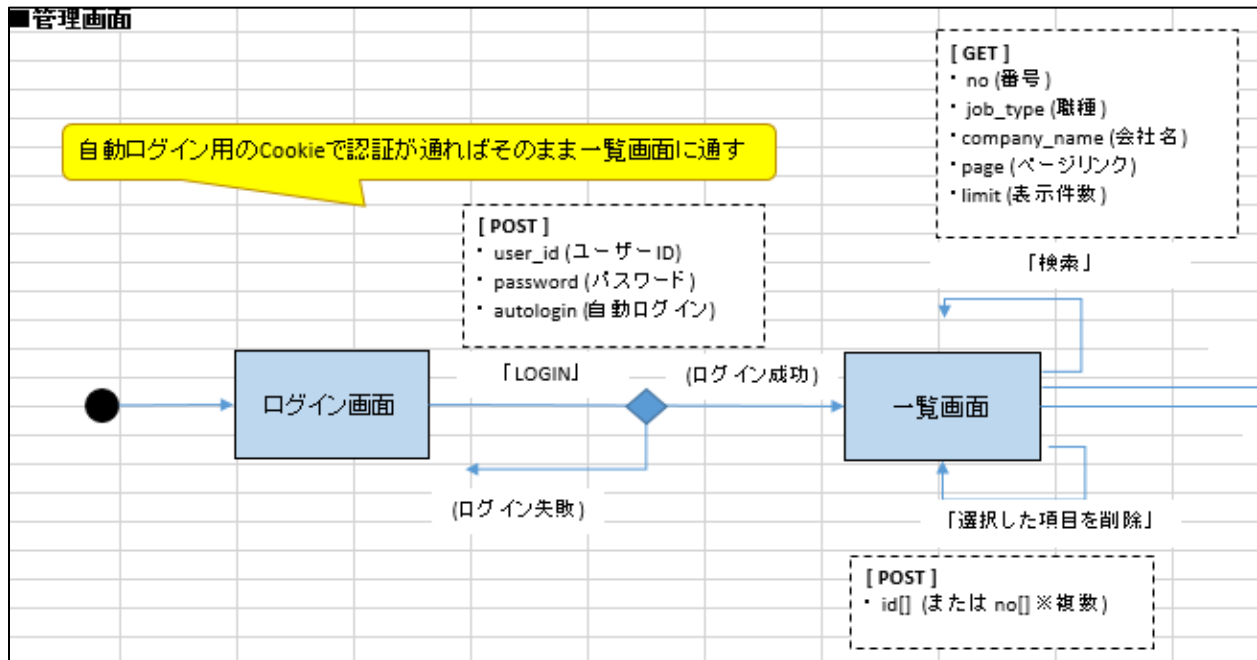 ■管理画面
[ GET ]
・ no (番号)
・ job_type (職種)
・ company_name (会社名)
・ page (ページリンク)
・ limit (表示件数)
自動ログイン用のCookieで認証が通ればそのまま一覧画面に通す
[ POST ]
・ user_id (ユーザーID)
・ password (パスワード)
・ autologin (自動ログイン)
「検索」
「LOGIN」
(ログイン成功)
ログイン画面
一覧画面
(ログイン失敗)
「選択した項目を削除」
[ POST ]
・ id[] (または no[] ※複数)